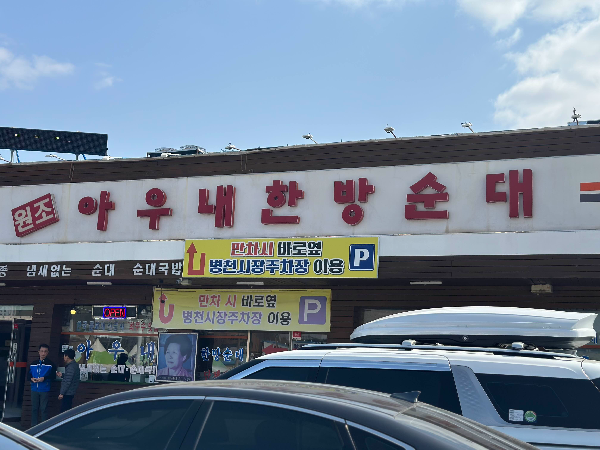 원조 아우내한방순대
만차시 바로옆
병천시장주차장 이용 P
냄새없는 순대 순대국밥
만차 시 바로옆
병천시장주차장 이용 P
OPEN